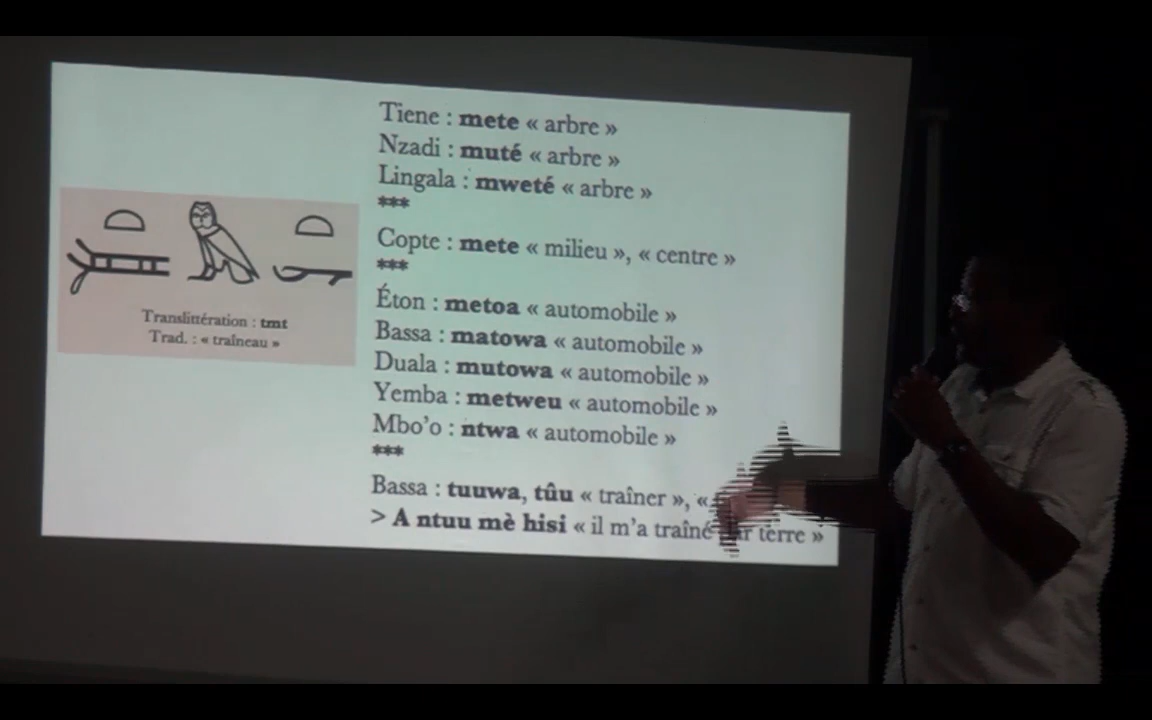 Translittération : tmt
Trad. : « traîneau »
Tiene : mete « arbre »
Nzadi : muté « arbre »
Lingala : mweté « arbre »
***
Copte : mete « milieu », « centre »
***
Éton : metoa « automobile »
Bassa : matowa « automobile »
Duala : mutowa « automobile »
Yemba : metweu « automobile »
Mbo’o : ntwa « automobile »
***
Bassa : tuuwa, tûu « traîner », «
> A ntuu mè hisi « il m’a traîné terre »